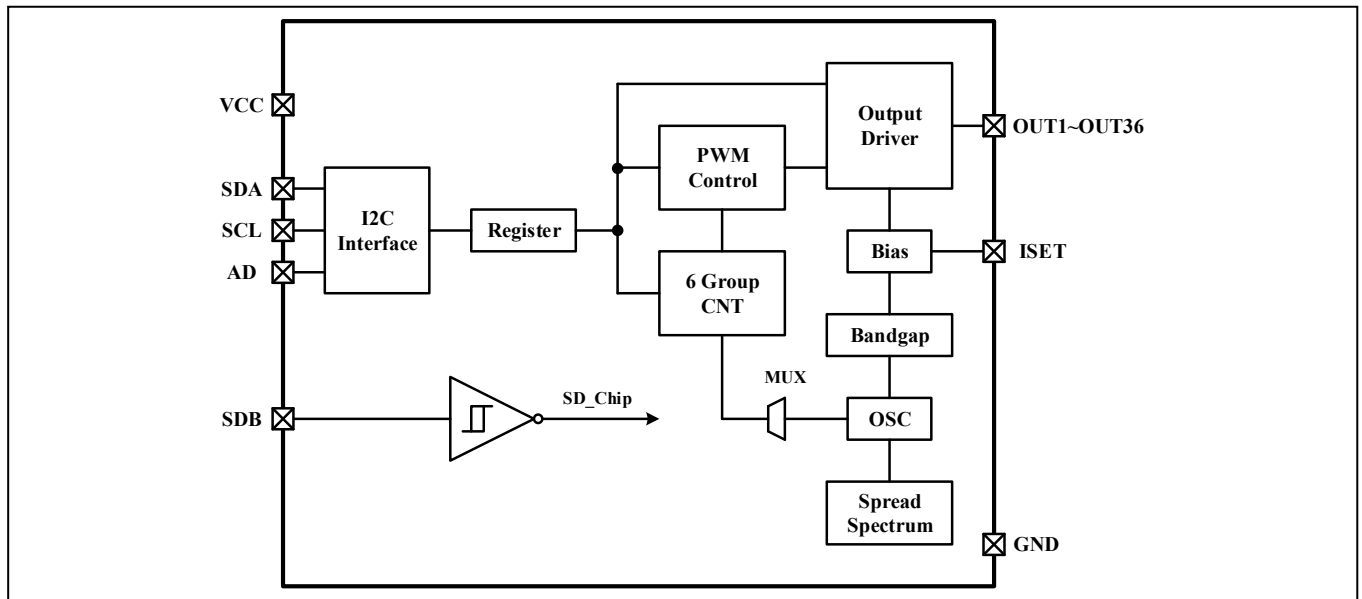 VCC
SDA
SCL
AD
SDB
I2C
Interface
Register
SD_Chip
PWM
Control
6 Group
CNT
MUX
Output
Driver
Bias
Bandgap
OSC
Spread
Spectrum
OUT1~OUT36
ISET
GND